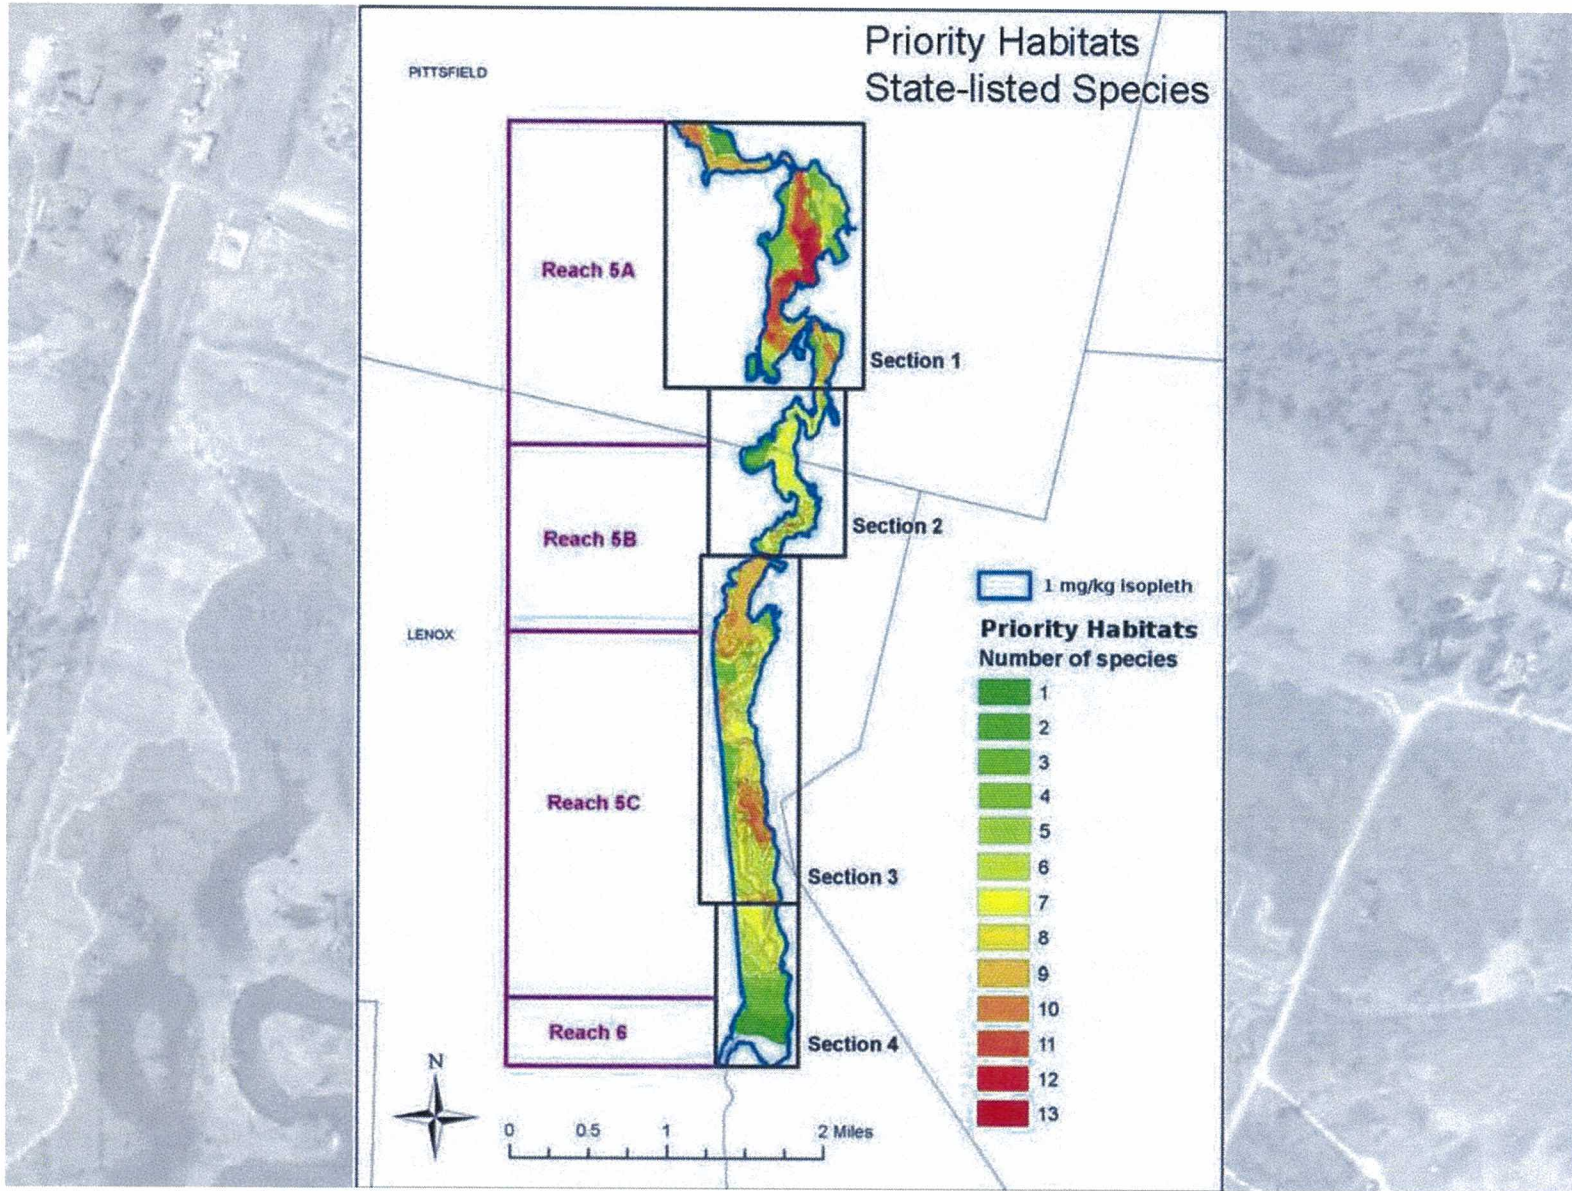 Priority Habitats
State-listed Species
PITTSFIELD
Reach 5A
Section 1
Section 2
Reach 5B
LENOX
1 mg/kg isopleth
Priority Habitats
Number of species
1
2
3
4
5
6
7
8
9
10
11
12
13
Reach 5C
Section 3
Reach 6
Section 4
N
0 0.5 1 2 Miles